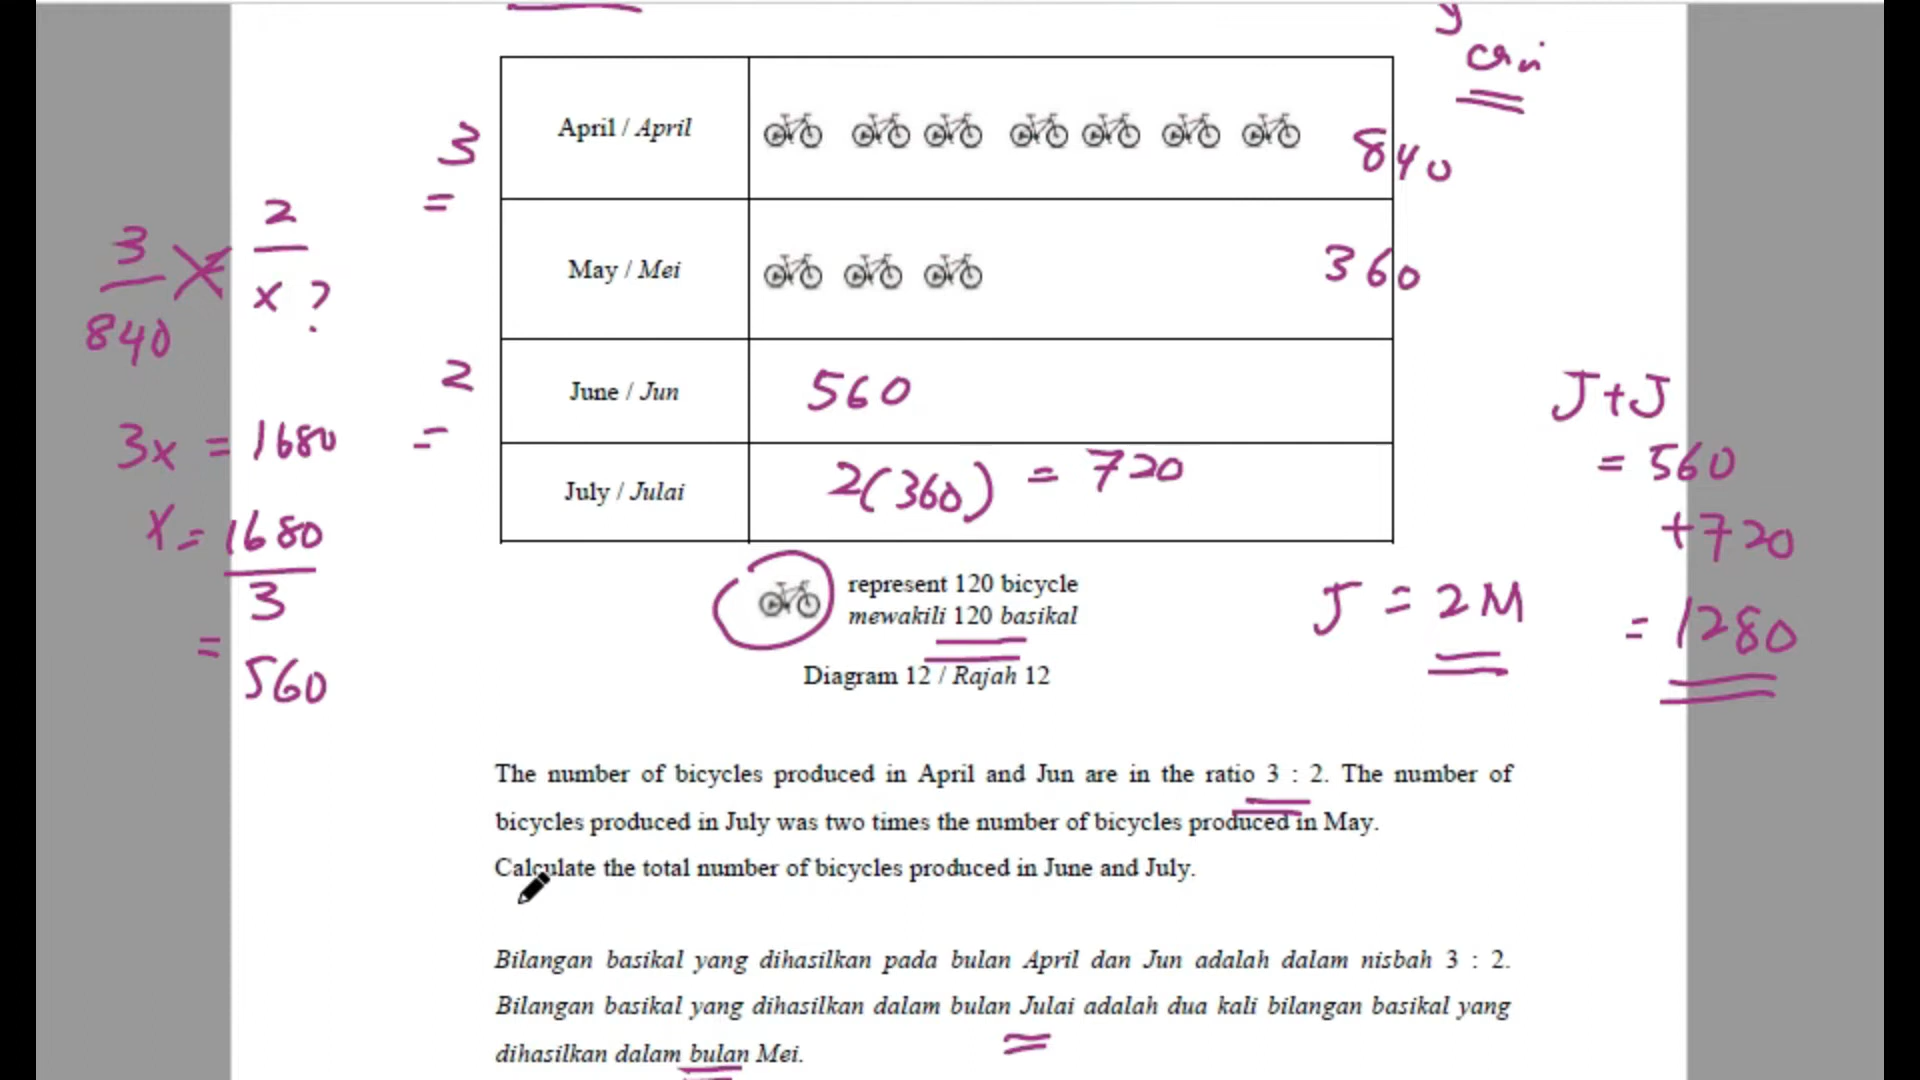 y
April / April
3
840
=
2
3
x ?
840
May / Mei
360
2
June / Jun
560
J+J
3x = 1680
=
= 560
July / Julai
2(360) = 720
x = 1680
3
+720
represent 120 bicycle
mewakili 120 basikal
J = 2M
= 1280
=
560
Diagram 12 / Rajah 12
The number of bicycles produced in April and Jun are in the ratio 3 : 2. The number of
bicycles produced in July was two times the number of bicycles produced in May.
Calculate the total number of bicycles produced in June and July.
Bilangan basikal yang dihasilkan pada bulan April dan Jun adalah dalam nisbah 3 : 2.
Bilangan basikal yang dihasilkan dalam bulan Julai adalah dua kali bilangan basikal yang
dihasilkan dalam bulan Mei.